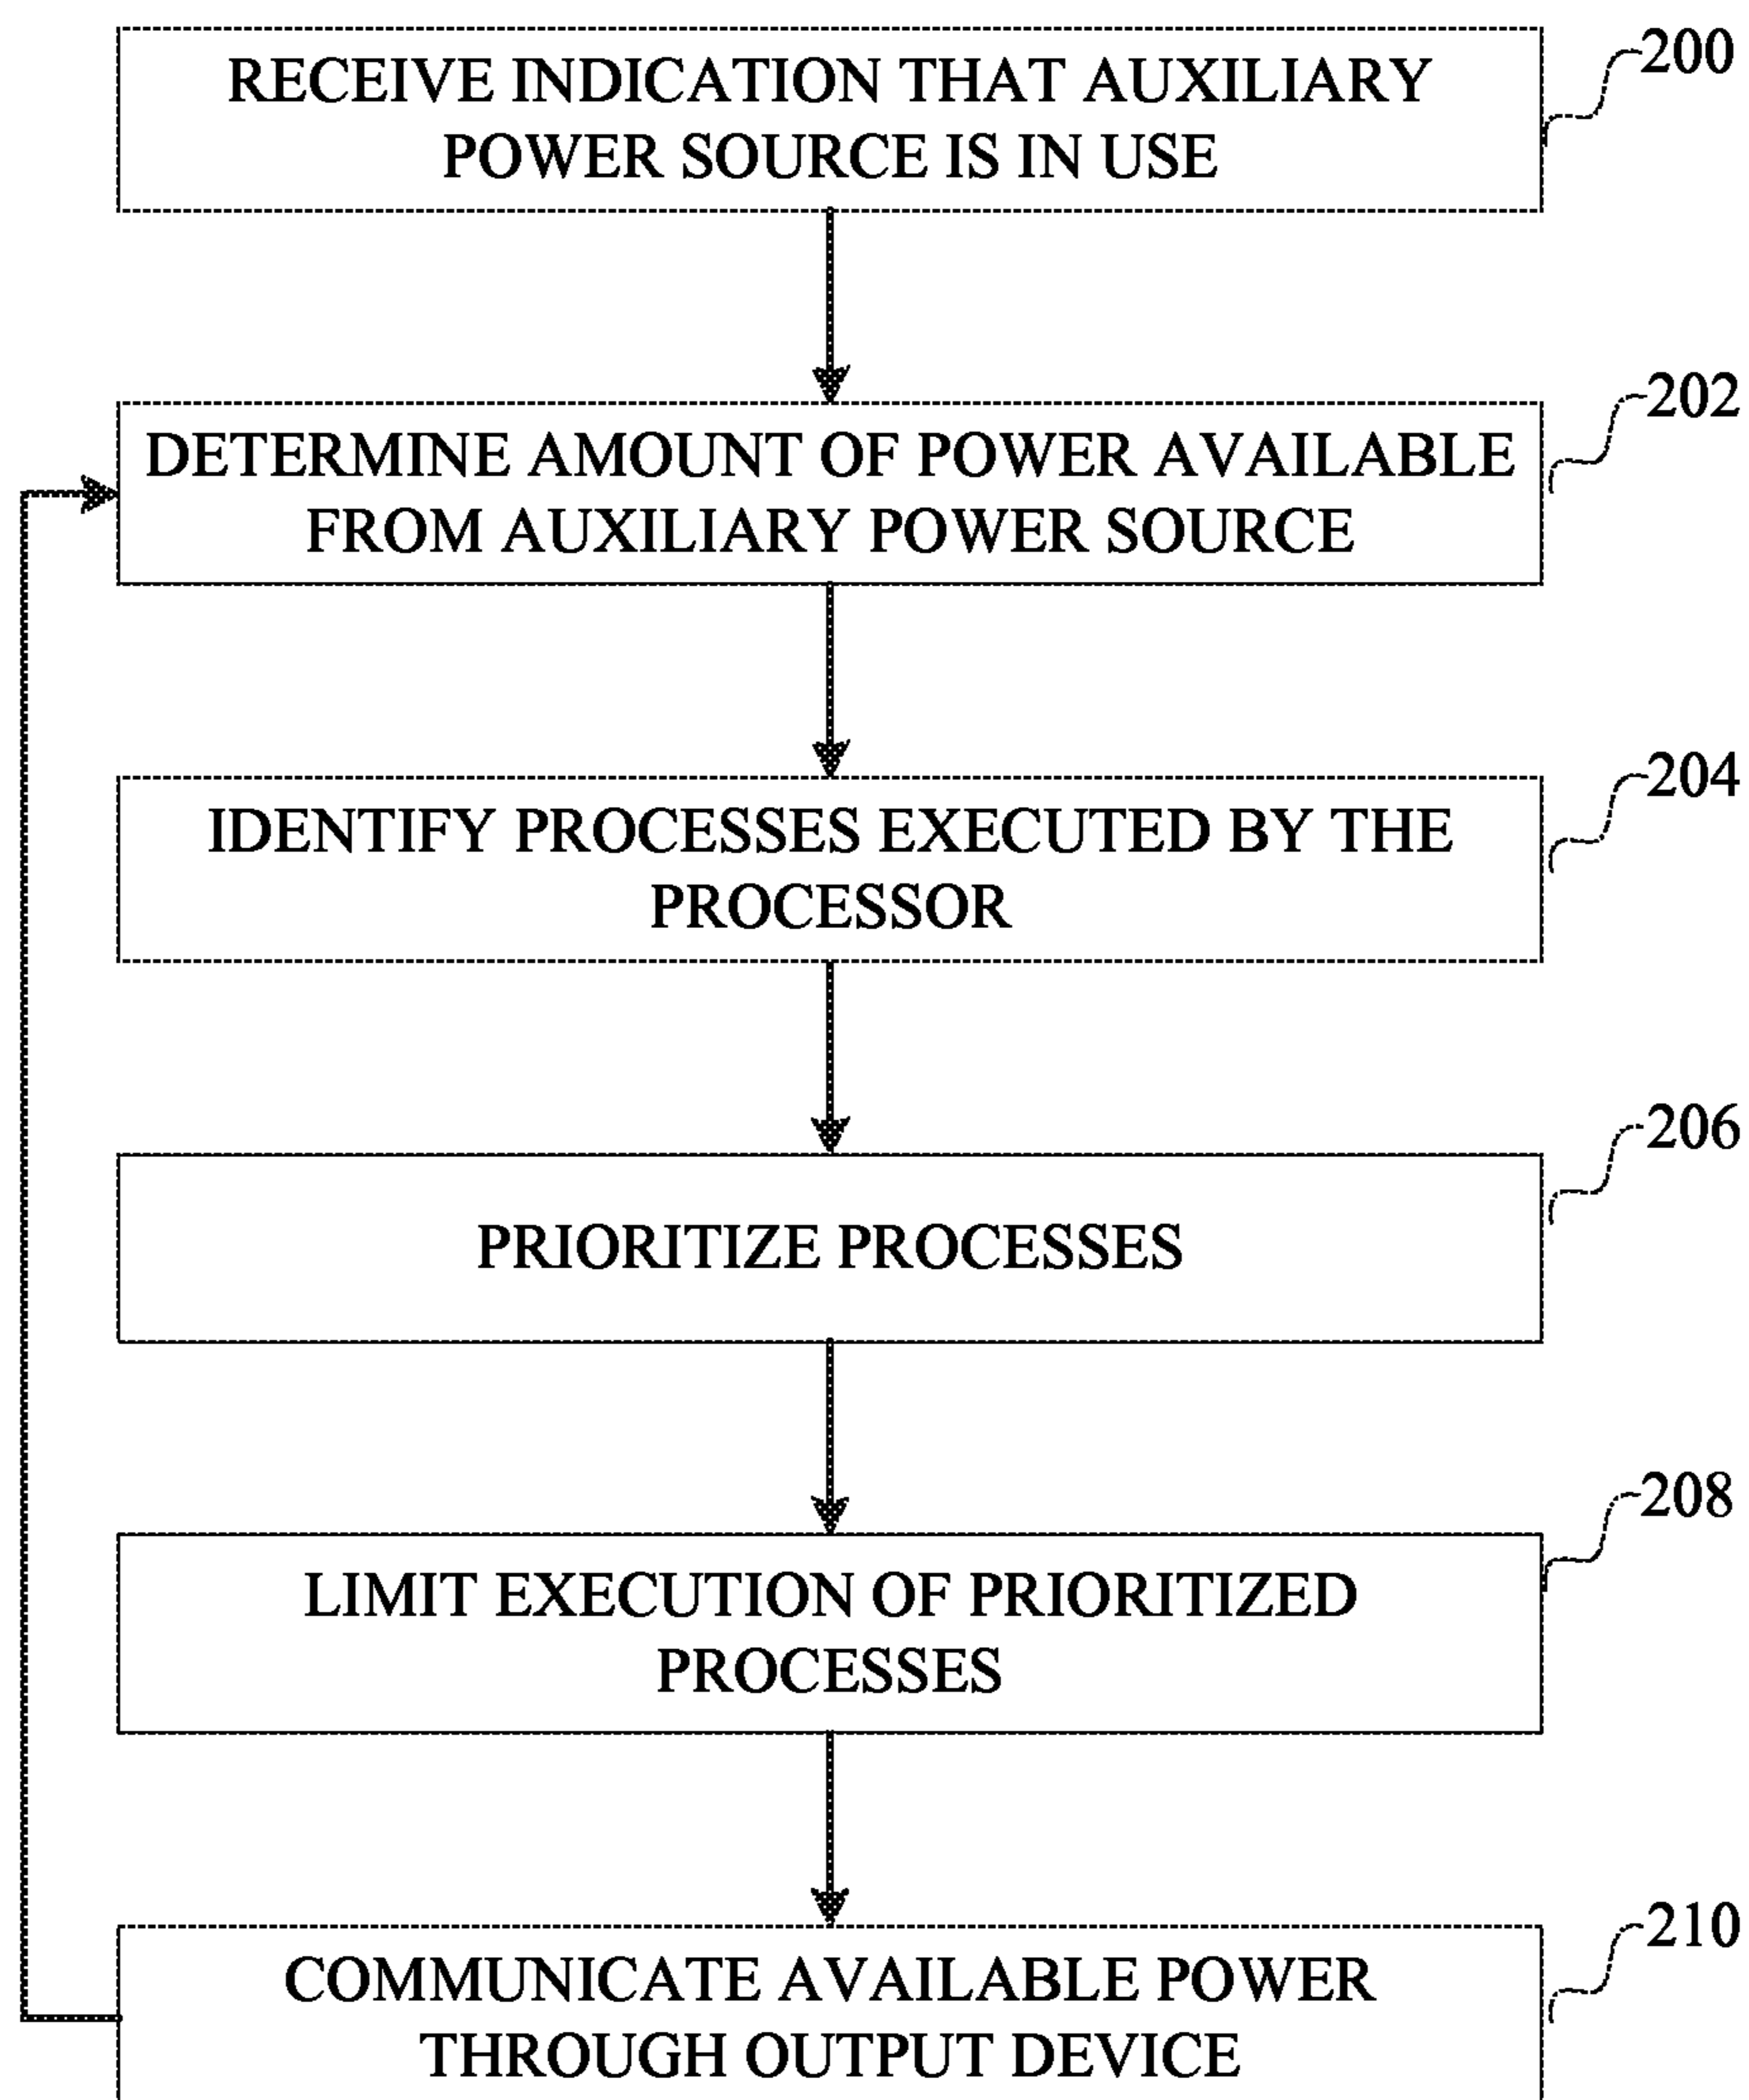 RECEIVE INDICATION THAT AUXILIARY
POWER SOURCE IS IN USE
200
DETERMINE AMOUNT OF POWER AVAILABLE
FROM AUXILIARY POWER SOURCE
202
IDENTIFY PROCESSES EXECUTED BY THE
PROCESSOR
204
PRIORITIZE PROCESSES
206
LIMIT EXECUTION OF PRIORITIZED
PROCESSES
208
COMMUNICATE AVAILABLE POWER
THROUGH OUTPUT DEVICE
210